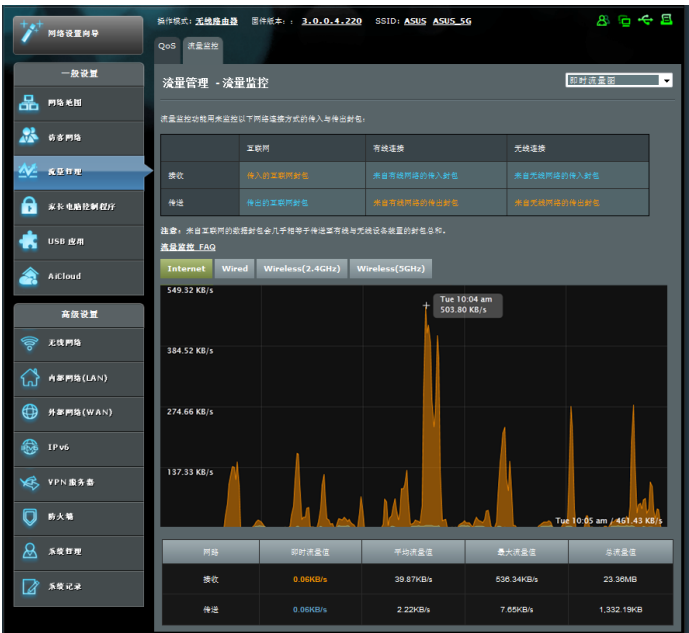 操作模式: 无线路由器 固件版本: : 3.0.0.4.220 SSID: ASUS ASUS_5G
网络设置向导
QoS 流量监控
一般设置
网络地图
访客网络
流量管理
家长电脑控制程序
USB 应用
AiCloud
高级设置
无线网络
内部网络(LAN)
外部网络(WAN)
IPv6
VPN 服务器
防火墙
系统管理
系统记录
流量管理 - 流量监控
即时流量图
流量监控功能用来监控以下网络连接方式的传入与传出封包:
互联网 有线连接 无线连接
接收 传入的互联网封包 来自有线网络的传入封包 来自无线网络的传入封包
传送 传出的互联网封包 来自有线网络的传出封包 来自无线网络的传出封包
注意: 来自互联网的数据封包会几乎相等于传送至有线与无线设备装置的封包总和。
流量监控 FAQ
Internet Wired Wireless(2.4GHz) Wireless(5GHz)
549.32 KB/s
Tue 10:04 am
503.80 KB/s
384.52 KB/s
274.66 KB/s
137.33 KB/s
Tue 10:05 am / 461.43 KB/s
网络 即时流量值 平均流量值 最大流量值 总流量值
接收 0.06KB/s 39.87KB/s 536.34KB/s 23.36MB
传送 0.06KB/s 2.22KB/s 7.65KB/s 1,332.19KB